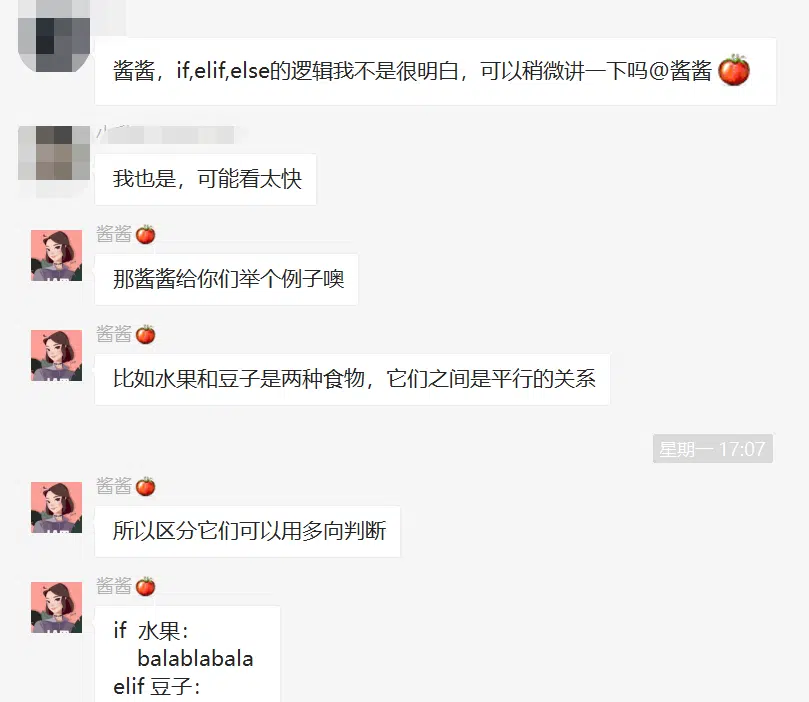 酱酱，if,elif,else的逻辑我不是很明白，可以稍微讲一下吗@酱酱🍅
我也是，可能看太快
酱酱🍅
那酱酱给你们举个例子噢
酱酱🍅
比如水果和豆子是两种食物，它们之间是平行的关系
星期一 17:07
酱酱🍅
所以区分它们可以用多向判断
酱酱🍅
if 水果：
balablabala
elif 豆子：